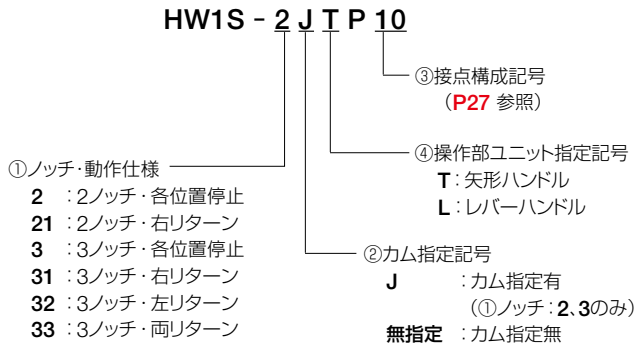 HW1S - 2 J T P 10
③接点構成記号
(P27 参照)
④操作部ユニット指定記号
T：矢形ハンドル
L：レバーハンドル
①ノッチ・動作仕様
2 ：2ノッチ・各位置停止
21 ：2ノッチ・右リターン
3 ：3ノッチ・各位置停止
31 ：3ノッチ・右リターン
32 ：3ノッチ・左リターン
33 ：3ノッチ・両リターン
②カム指定記号
J ：カム指定有
(①ノッチ：2、3のみ)
無指定 ：カム指定無